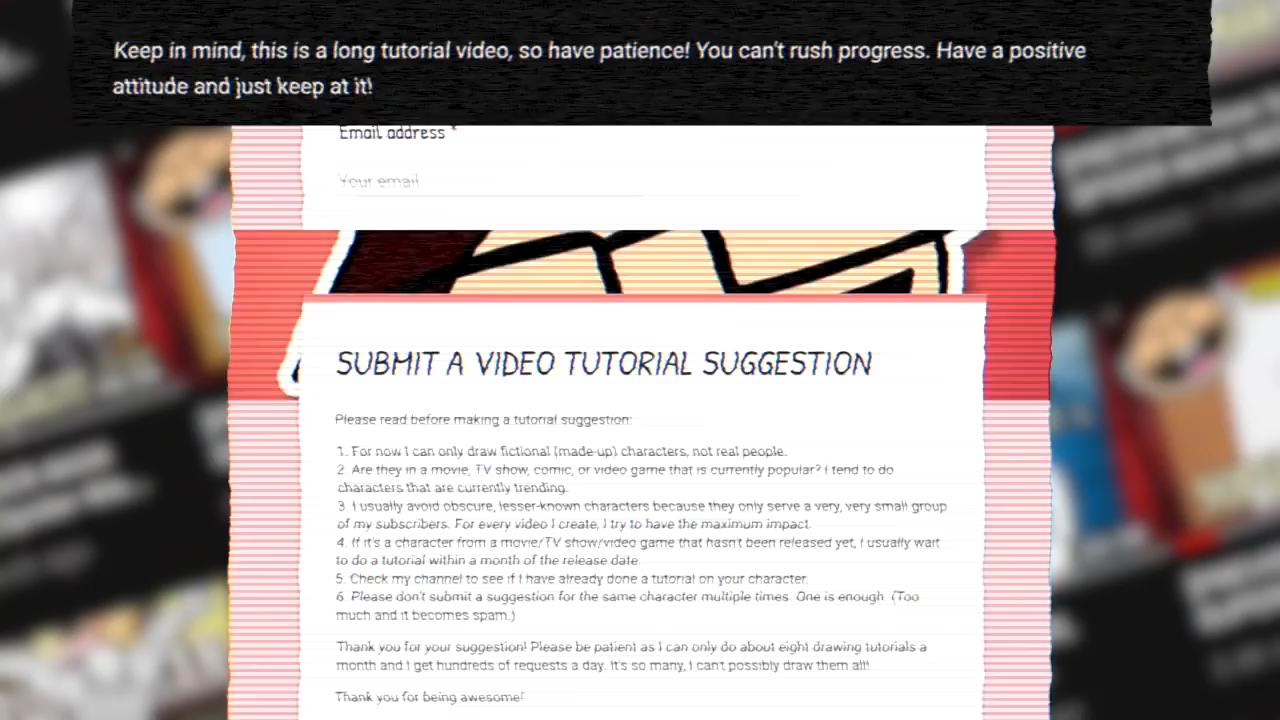 Keep in mind, this is a long tutorial video, so have patience! You can't rush progress. Have a positive
attitude and just keep at it!
Email address *
Your email
SUBMIT A VIDEO TUTORIAL SUGGESTION
Please read before making a tutorial suggestion:
1. For now I can only draw fictional (made-up) characters, not real people.
2. Are they in a movie, TV show, comic, or video game that is currently popular? I tend to do
characters that are currently trending.
3. I usually avoid obscure, lesser-known characters because they only serve a very, very small group
of my subscribers. For every video I create, I try to have the maximum impact.
4. If it's a character from a movie/TV show/video game that hasn't been released yet, I usually wait
to do a tutorial within a month of the release date.
5. Check my channel to see if I have already done a tutorial on your character.
6. Please don't submit a suggestion for the same character multiple times. One is enough. (Too
much and it becomes spam.)
Thank you for your suggestion! Please be patient as I can only do about eight drawing tutorials a
month and I get hundreds of requests a day. It's so many, I can't possibly draw them all!
Thank you for being awesome!